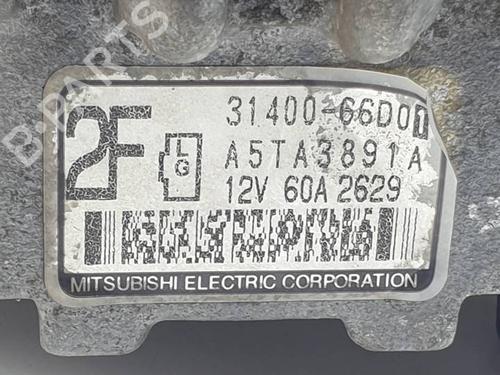 B-PARTS
2F
LG
31400-66D01
A5TA3891A
12V 60A 2629
MITSUBISHI ELECTRIC CORPORATION